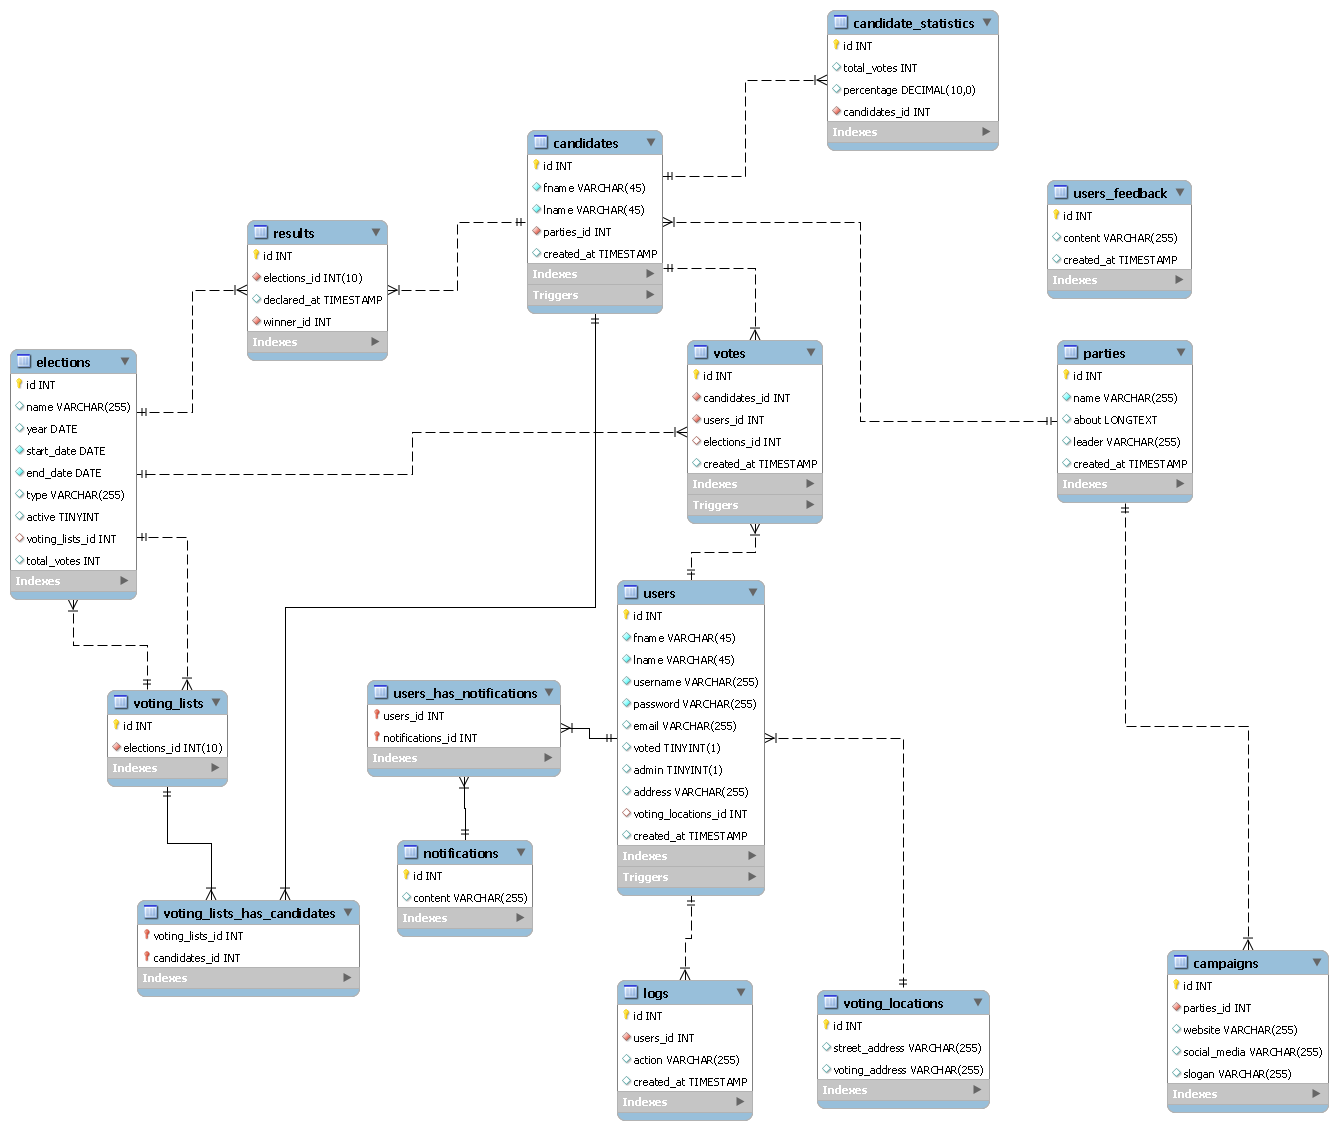 candidate_statistics
id INT
total_votes INT
percentage DECIMAL(10,0)
candidates_id INT
Indexes
candidates
id INT
fname VARCHAR(45)
lname VARCHAR(45)
parties_id INT
created_at TIMESTAMP
Indexes
Triggers
users_feedback
id INT
content VARCHAR(255)
created_at TIMESTAMP
Indexes
results
id INT
elections_id INT(10)
declared_at TIMESTAMP
winner_id INT
Indexes
elections
id INT
name VARCHAR(255)
year DATE
start_date DATE
end_date DATE
type VARCHAR(255)
active TINYINT
voting_lists_id INT
total_votes INT
Indexes
votes
id INT
candidates_id INT
users_id INT
elections_id INT
created_at TIMESTAMP
Indexes
Triggers
parties
id INT
name VARCHAR(255)
about LONGTEXT
leader VARCHAR(255)
created_at TIMESTAMP
Indexes
users
id INT
fname VARCHAR(45)
lname VARCHAR(45)
username VARCHAR(255)
password VARCHAR(255)
email VARCHAR(255)
voted TINYINT(1)
admin TINYINT(1)
address VARCHAR(255)
voting_locations_id INT
created_at TIMESTAMP
Indexes
Triggers
users_has_notifications
users_id INT
notifications_id INT
Indexes
voting_lists
id INT
elections_id INT(10)
Indexes
notifications
id INT
content VARCHAR(255)
Indexes
voting_lists_has_candidates
voting_lists_id INT
candidates_id INT
Indexes
logs
id INT
users_id INT
action VARCHAR(255)
created_at TIMESTAMP
Indexes
voting_locations
id INT
street_address VARCHAR(255)
voting_address VARCHAR(255)
Indexes
campaigns
id INT
parties_id INT
website VARCHAR(255)
social_media VARCHAR(255)
slogan VARCHAR(255)
Indexes